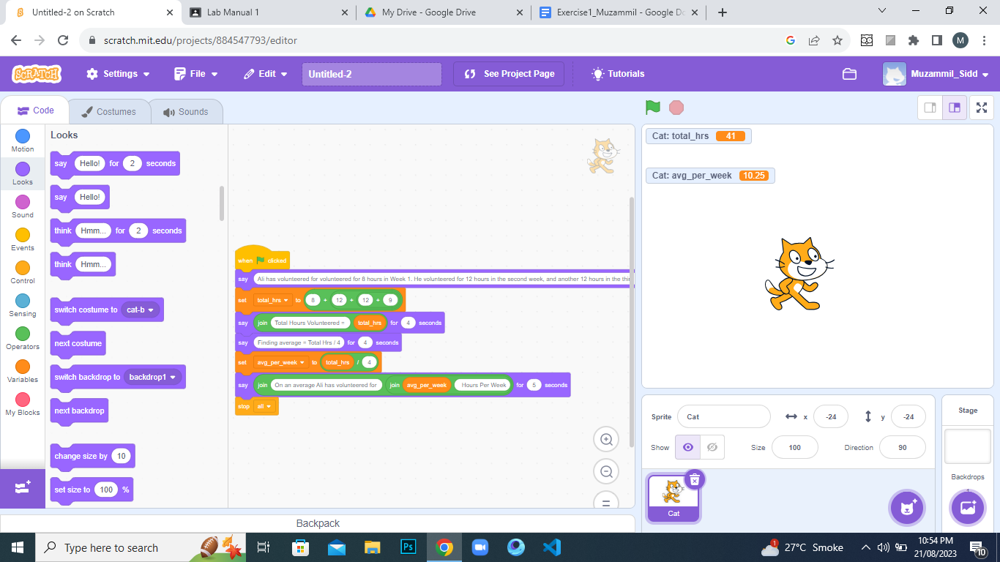 Untitled-2 on Scratch
Lab Manual 1
My Drive - Google Drive
Exercise1_Muzammil - Google Do
scratch.mit.edu/projects/884547793/editor
M
SCRATCH
Settings
File
Edit
Untitled-2
See Project Page
Tutorials
Muzammil_Sidd
Code
Costumes
Sounds
Motion
Looks
Sound
Events
Control
Sensing
Operators
Variables
My Blocks
Looks
say Hello! for 2 seconds
say Hello!
think Hmm... for 2 seconds
think Hmm...
switch costume to cat-b
next costume
switch backdrop to backdrop1
next backdrop
change size by 10
set size to 100 %
when clicked
say Ali has volunteered for volunteered for 8 hours in Week 1. He volunteered for 12 hours in the second week, and another 12 hours in the thi
set total_hrs to 8 + 12 + 12 + 9
say join Total Hours Volunteered = total_hrs for 4 seconds
say Finding average = Total Hrs / 4 for 4 seconds
set avg_per_week to total_hrs / 4
say join On an average Ali has volunteered for join avg_per_week Hours Per Week for 5 seconds
stop all
Cat: total_hrs 41
Cat: avg_per_week 10.25
Sprite Cat x -24 y -24
Show Size 100 Direction 90
Cat
Stage
Backdrops
Backpack
Type here to search
Ps
1
27°C Smoke
10:54 PM
21/08/2023
10